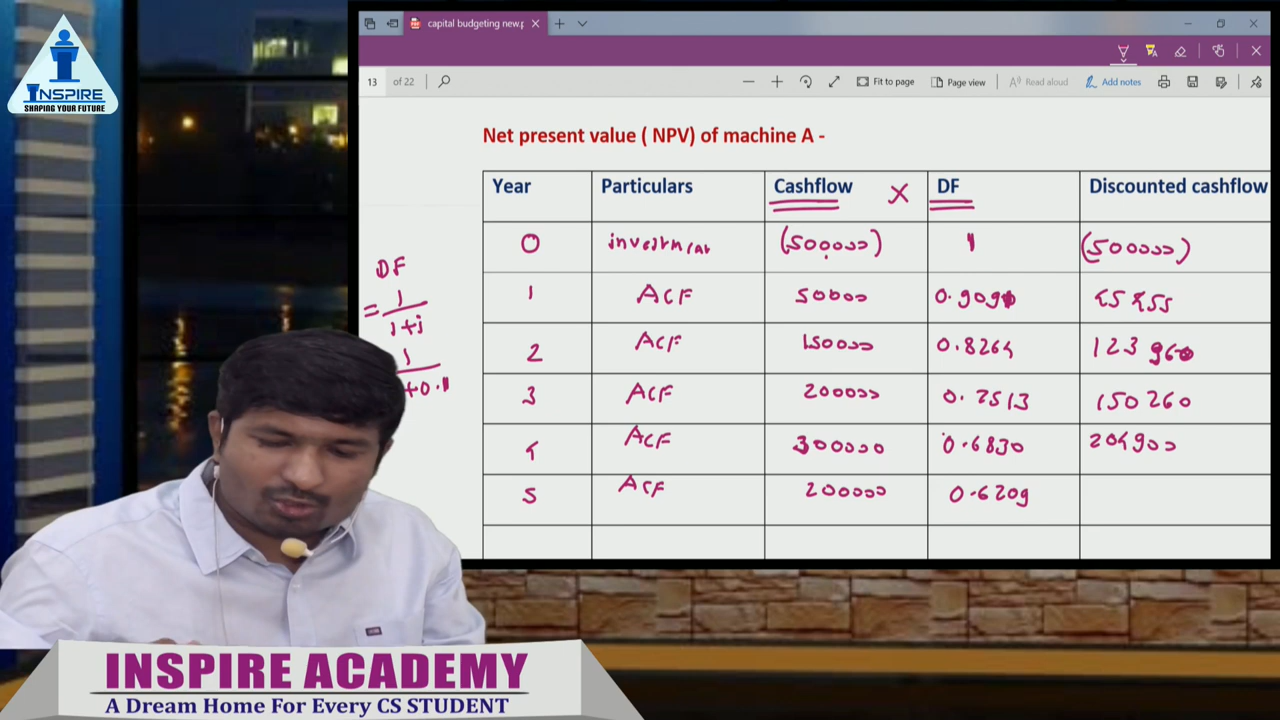 INSPIRE
SHAPING YOUR FUTURE
capital budgeting new.p
13 of 22
Fit to page
Page view
Read aloud
Add notes
Net present value ( NPV) of machine A -
Year Particulars Cashflow X DF Discounted cashflow
0 investment (500000) 1 (500000)
1 ACF 50000 0.9091 45455
2 ACF 150000 0.8264 123960
3 ACF 200000 0.7513 150260
4 ACF 300000 0.6830 204900
5 ACF 200000 0.6209
DF
= 1
1+i
1
+0.1
INSPIRE ACADEMY
A Dream Home For Every CS STUDENT